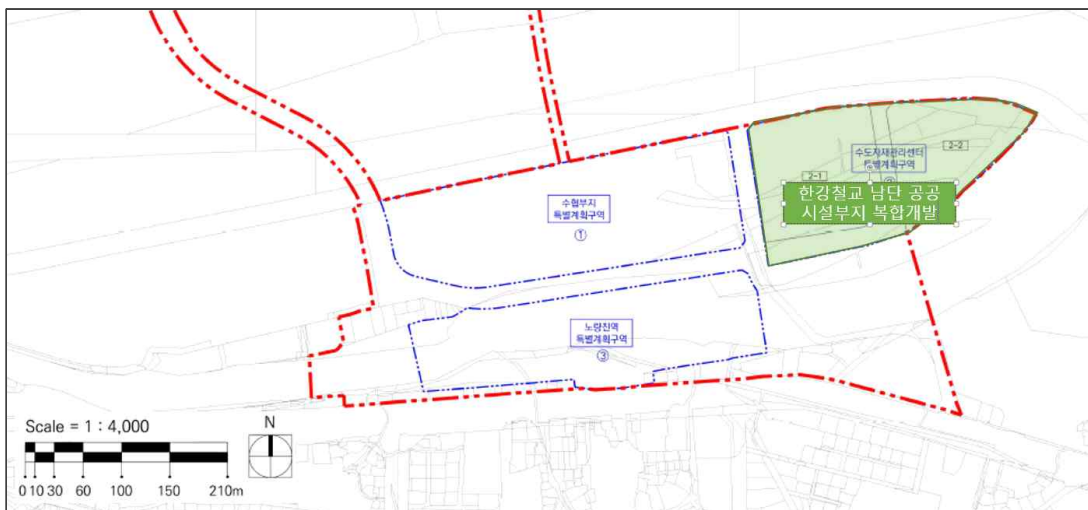 수협부지
특별계획구역
①
2-1
2-2
수도자재관리센터
특별계획구역
한강철교 남단 공공
시설부지 복합개발
노량진역
특별계획구역
③
Scale = 1 : 4,000
0 10 30 60 100 150 210m
N